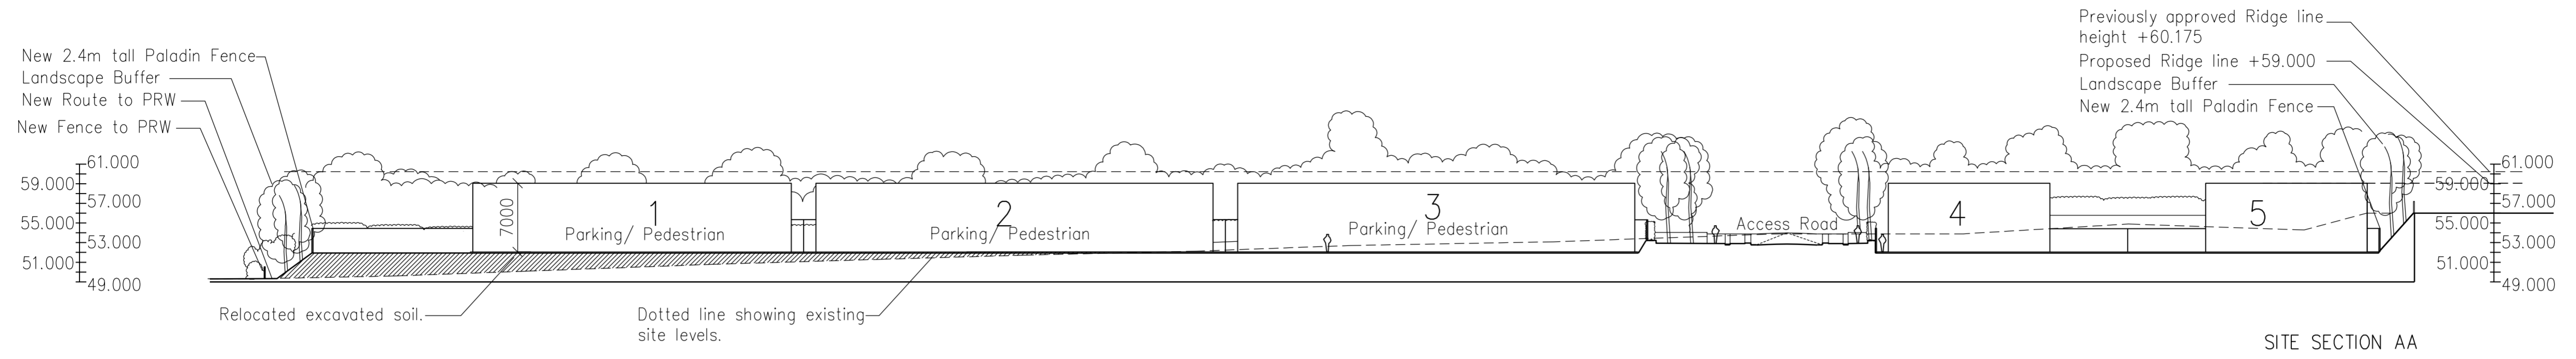 New 2.4m tall Paladin Fence
Landscape Buffer
New Route to PRW
New Fence to PRW
61.000
59.000
57.000
55.000
53.000
51.000
49.000
7000
1
Parking/ Pedestrian
2
Parking/ Pedestrian
3
Parking/ Pedestrian
Access Road
4
5
Previously approved Ridge line
height +60.175
Proposed Ridge line +59.000
Landscape Buffer
New 2.4m tall Paladin Fence
61.000
59.000
57.000
55.000
53.000
51.000
49.000
Relocated excavated soil.
Dotted line showing existing
site levels.
SITE SECTION AA